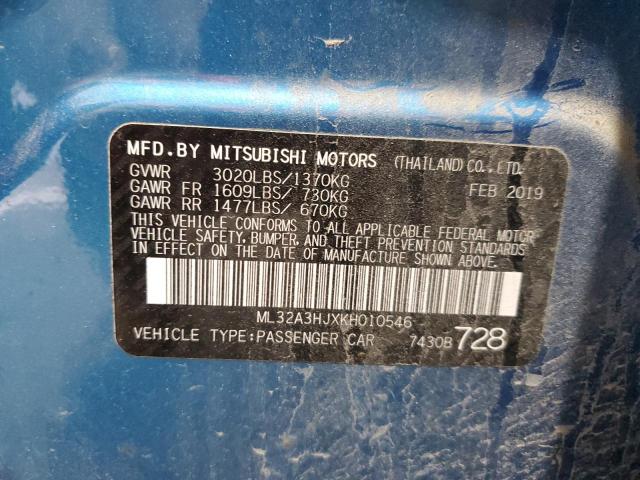 MFD. BY MITSUBISHI MOTORS (THAILAND) CO., LTD.
GVWR 3020LBS/1370KG FEB 2019
GAWR FR 1609LBS/ 730KG
GAWR RR 1477LBS/ 670KG
THIS VEHICLE CONFORMS TO ALL APPLICABLE FEDERAL MOTOR
VEHICLE SAFETY, BUMPER, AND THEFT PREVENTION STANDARDS
IN EFFECT ON THE DATE OF MANUFACTURE SHOWN ABOVE.
ML32A3HJXKH010546
VEHICLE TYPE:PASSENGER CAR 7430B 728